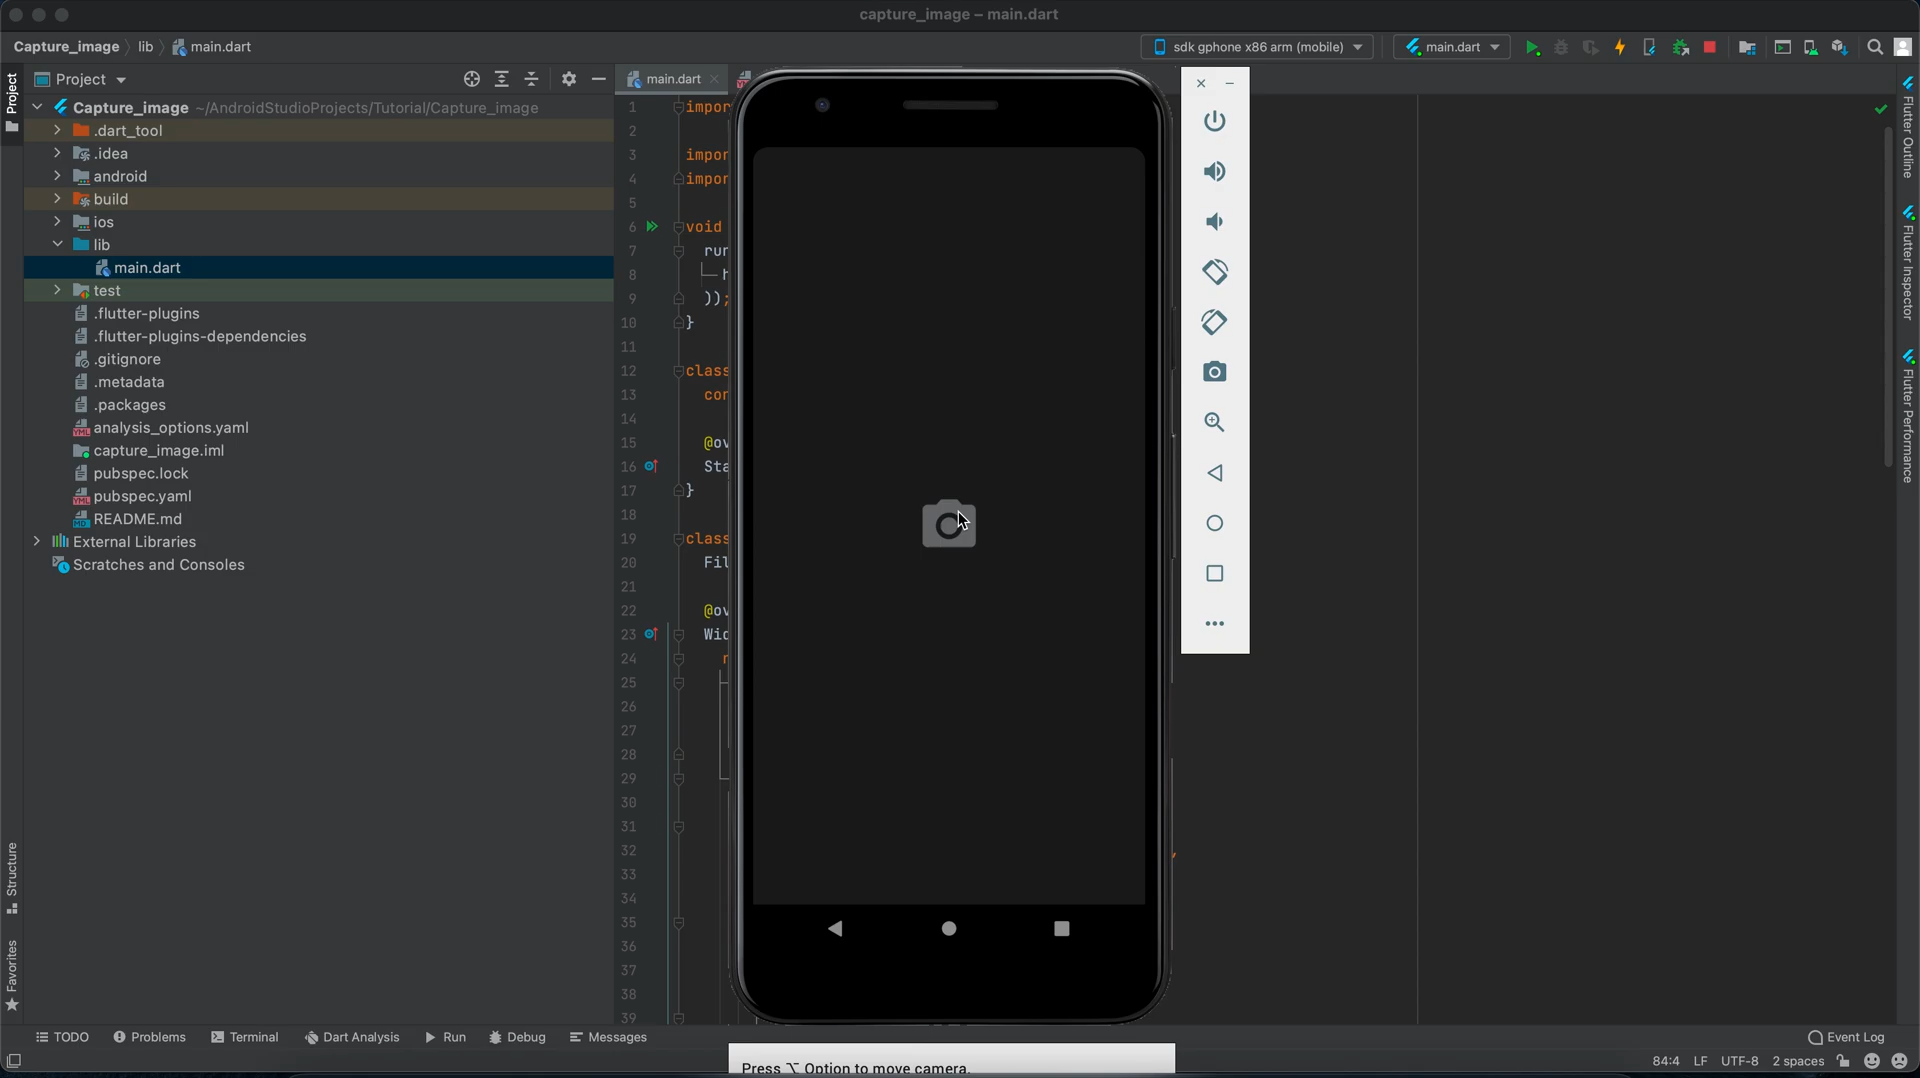 capture_image – main.dart
Capture_image
lib
main.dart
sdk gphone x86 arm (mobile)
main.dart
Project
Project
main.dart
Capture_image ~/AndroidStudioProjects/Tutorial/Capture_image
.dart_tool
.idea
android
build
ios
lib
main.dart
test
.flutter-plugins
.flutter-plugins-dependencies
.gitignore
.metadata
.packages
analysis_options.yaml
capture_image.iml
pubspec.lock
pubspec.yaml
README.md
External Libraries
Scratches and Consoles
1 impor
2
3 impor
4 impor
5
6 void
7 run
8 h
9 ));
10 }
11
12 class
13 con
14
15 @ov
16 Sta
17 }
18
19 class
20 Fil
21
22 @ov
23 Wid
24 r
25
26
27
28
29
30
31
32
33
34
35
36
37
38
39
Flutter Outline
Flutter Inspector
Flutter Performance
Structure
Favorites
TODO
Problems
Terminal
Dart Analysis
Run
Debug
Messages
Event Log
Press ⌥ Option to move camera.
84:4 LF UTF-8 2 spaces